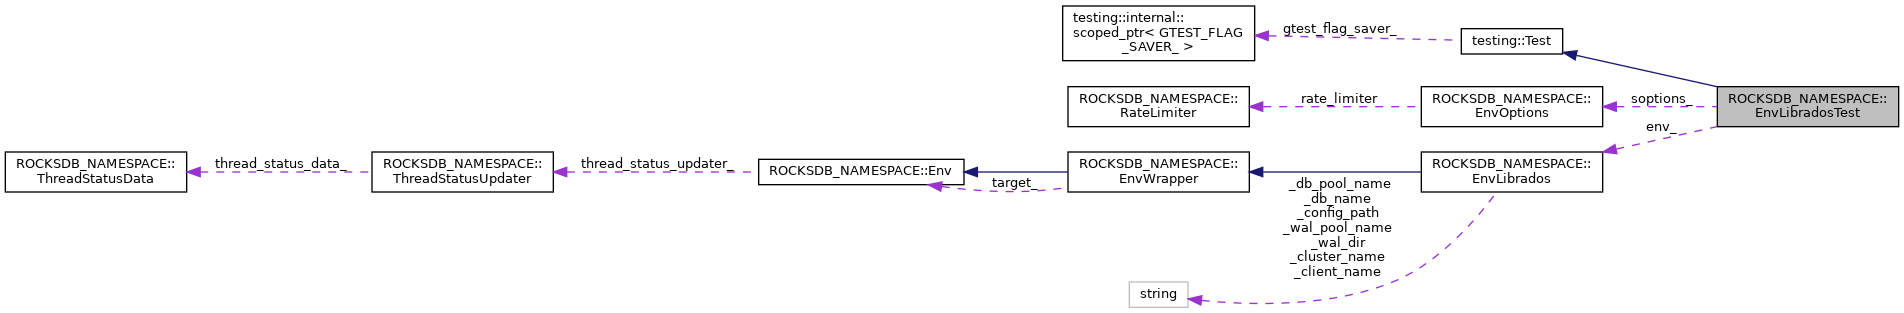 testing::internal::
scoped_ptr< GTEST_FLAG
_SAVER_ >
gtest_flag_saver_
testing::Test
ROCKSDB_NAMESPACE::
RateLimiter
rate_limiter
ROCKSDB_NAMESPACE::
EnvOptions
soptions_
ROCKSDB_NAMESPACE::
EnvLibradosTest
env_
ROCKSDB_NAMESPACE::
ThreadStatusData
thread_status_data_
ROCKSDB_NAMESPACE::
ThreadStatusUpdater
thread_status_updater_
ROCKSDB_NAMESPACE::Env
target_
ROCKSDB_NAMESPACE::
EnvWrapper
ROCKSDB_NAMESPACE::
EnvLibrados
_db_pool_name
_db_name
_config_path
_wal_pool_name
_wal_dir
_cluster_name
_client_name
string